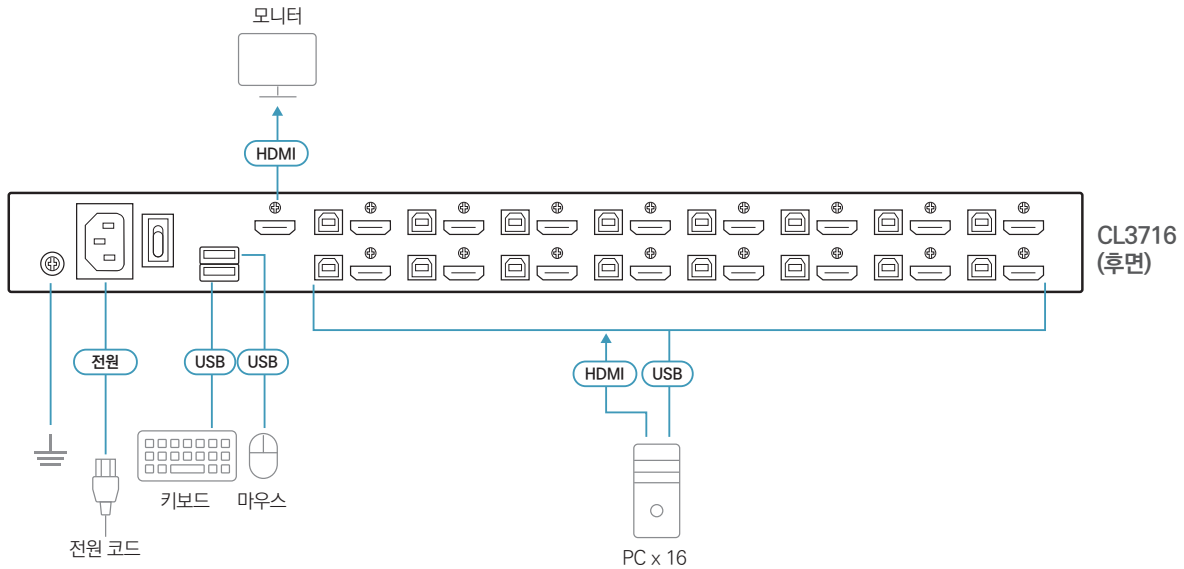 모니터
HDMI
CL3716
(후면)
전원
USB
USB
HDMI
USB
키보드
마우스
전원 코드
PC x 16